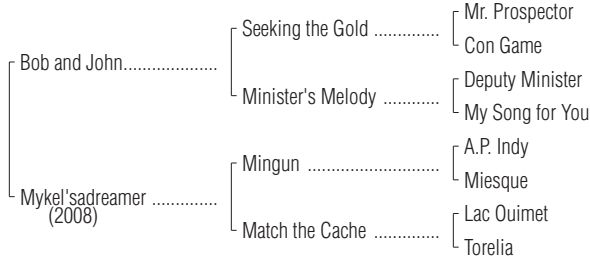 Mr. Prospector
Seeking the Gold ..............
Con Game
Bob and John....................
Deputy Minister
Minister's Melody ............
My Song for You
A.P. Indy
Mingun ............................
Miesque
Mykel'sadreamer ..............
(2008)
Lac Ouimet
Match the Cache ..............
Torelia